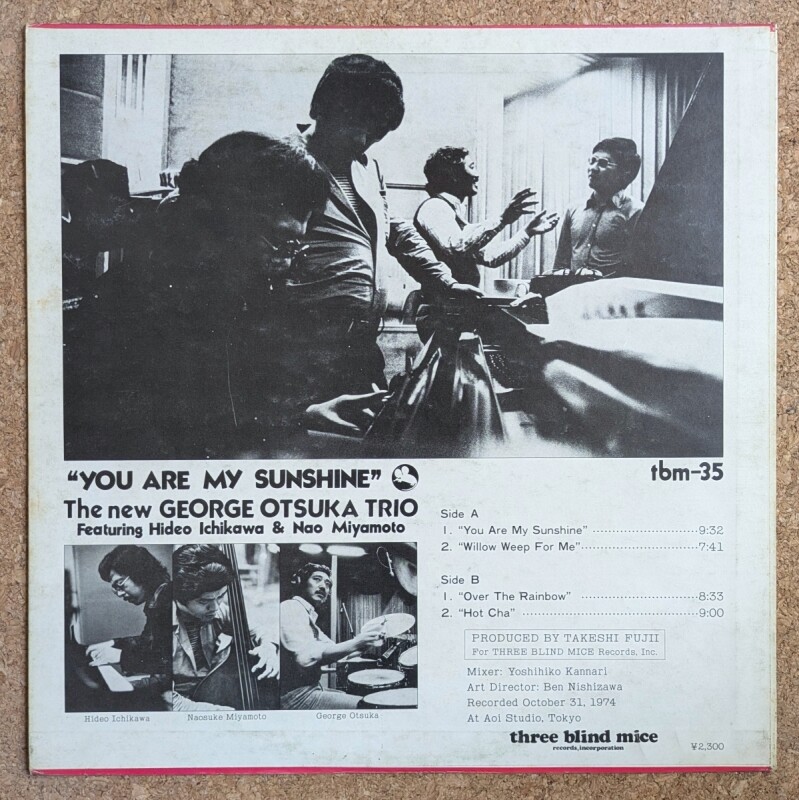 "YOU ARE MY SUNSHINE"
tbm-35
The new GEORGE OTSUKA TRIO
Featuring Hideo Ichikawa & Nao Miyamoto
Hideo Ichikawa
Naosuke Miyamoto
George Otsuka
Side A
1. "You Are My Sunshine" ................................ 9:32
2. "Willow Weep For Me" ................................ 7:41
Side B
1. "Over The Rainbow" ................................ 8:33
2. "Hot Cha" ................................ 9:00
PRODUCED BY TAKESHI FUJII
For THREE BLIND MICE Records, Inc.
Mixer: Yoshihiko Kannari
Art Director: Ben Nishizawa
Recorded October 31, 1974
At Aoi Studio, Tokyo
three blind mice
records, incorporation
¥2,300